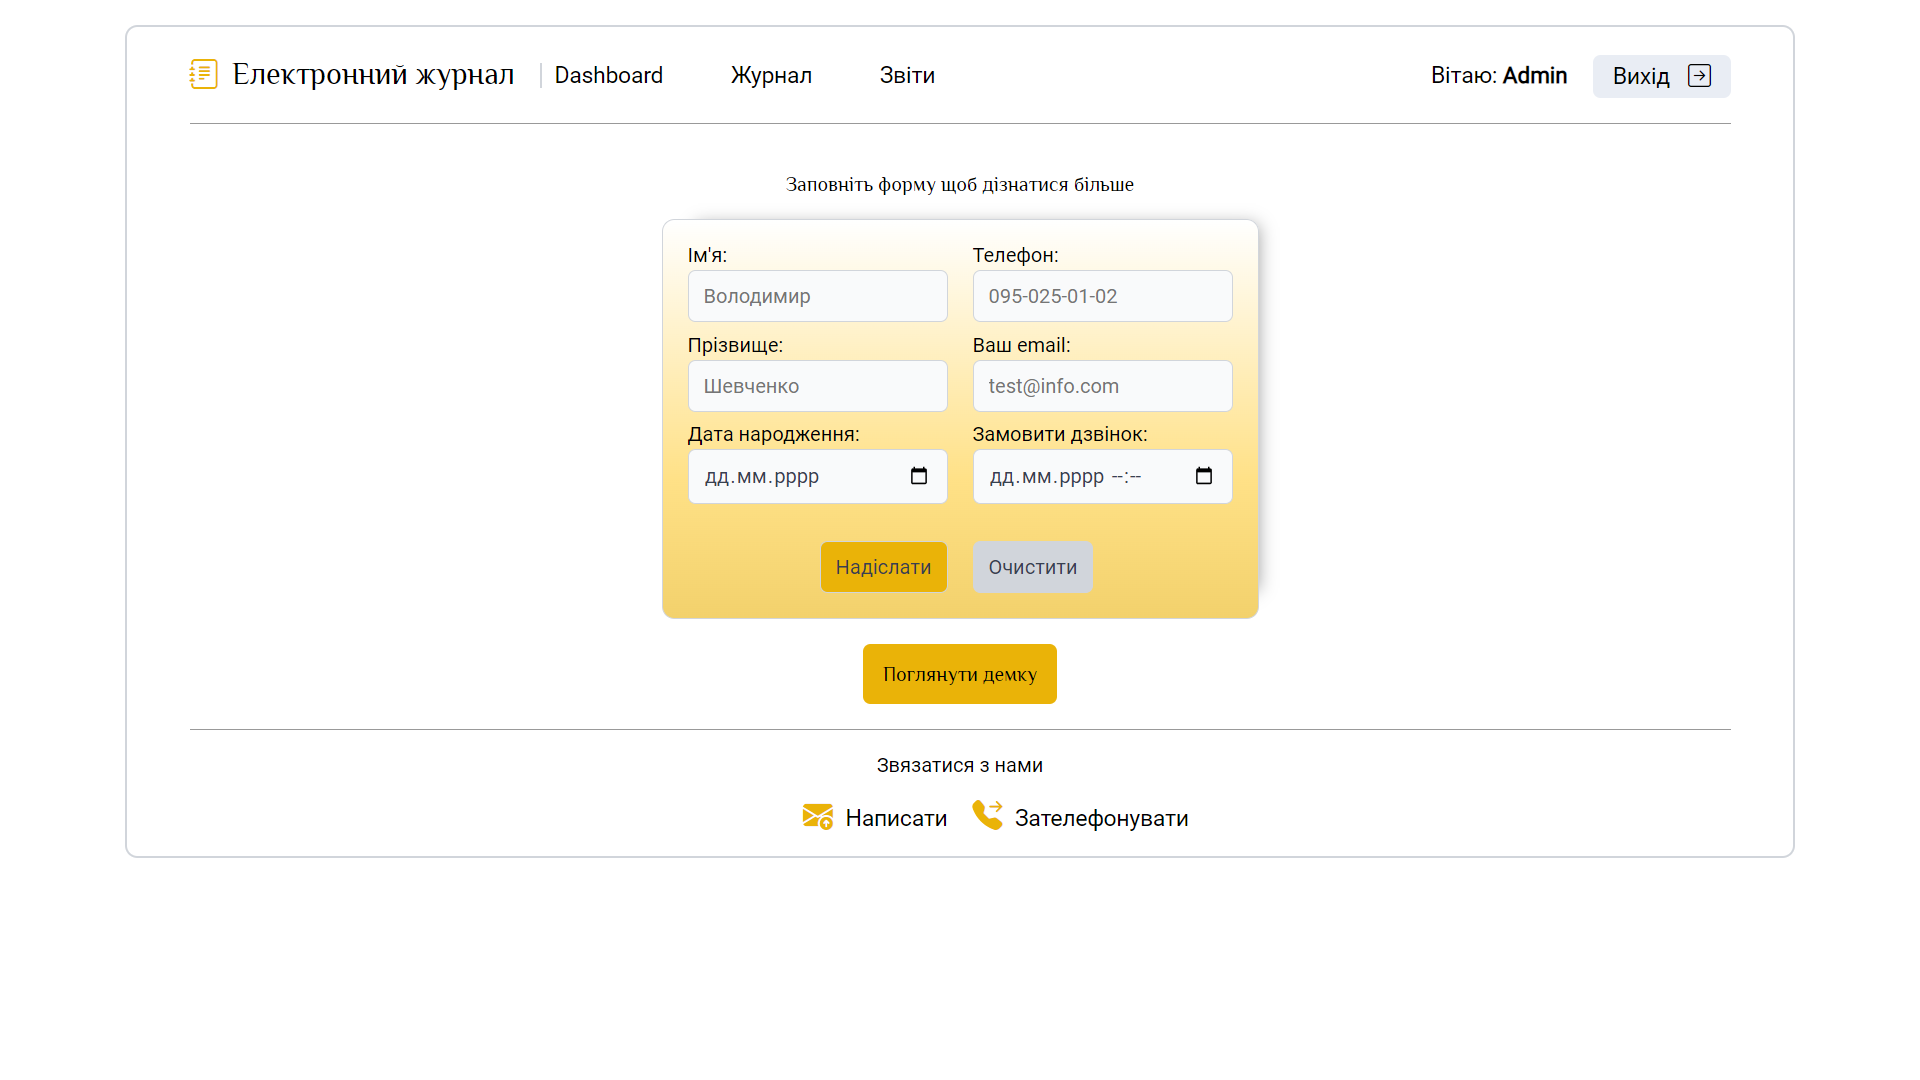 Електронний журнал Dashboard Журнал Звіти Вітаю: Admin Вихід
Заповніть форму щоб дізнатися більше
Ім'я: Телефон:
Володимир 095-025-01-02
Прізвище: Ваш email:
Шевченко test@info.com
Дата народження: Замовити дзвінок:
дд.мм.рррр дд.мм.рррр --:--
Надіслати Очистити
Поглянути демку
Звязатися з нами
Написати Зателефонувати